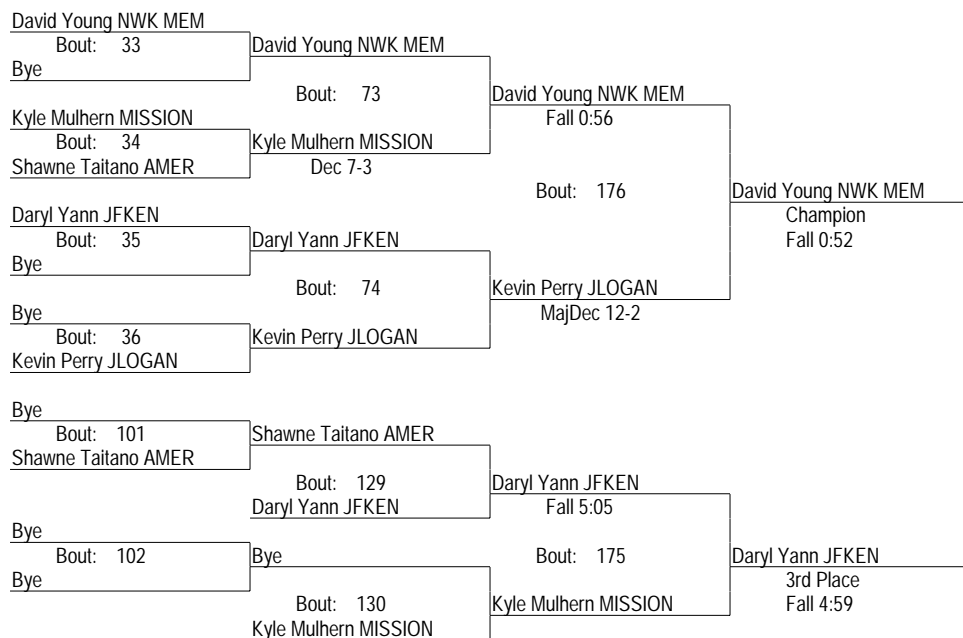 David Young NWK MEM
Bout: 33
David Young NWK MEM
Bye
Bout: 73
David Young NWK MEM
Kyle Mulhern MISSION
Fall 0:56
Bout: 34
Kyle Mulhern MISSION
Shawne Taitano AMER
Dec 7-3
Bout: 176
David Young NWK MEM
Daryl Yann JFKEN
Champion
Bout: 35
Daryl Yann JFKEN
Fall 0:52
Bye
Bout: 74
Kevin Perry JLOGAN
Bye
MajDec 12-2
Bout: 36
Kevin Perry JLOGAN
Kevin Perry JLOGAN
Bye
Bout: 101
Shawne Taitano AMER
Shawne Taitano AMER
Bout: 129
Daryl Yann JFKEN
Daryl Yann JFKEN
Fall 5:05
Bye
Bout: 102
Bye
Bout: 175
Daryl Yann JFKEN
Bye
3rd Place
Bout: 130
Kyle Mulhern MISSION
Fall 4:59
Kyle Mulhern MISSION